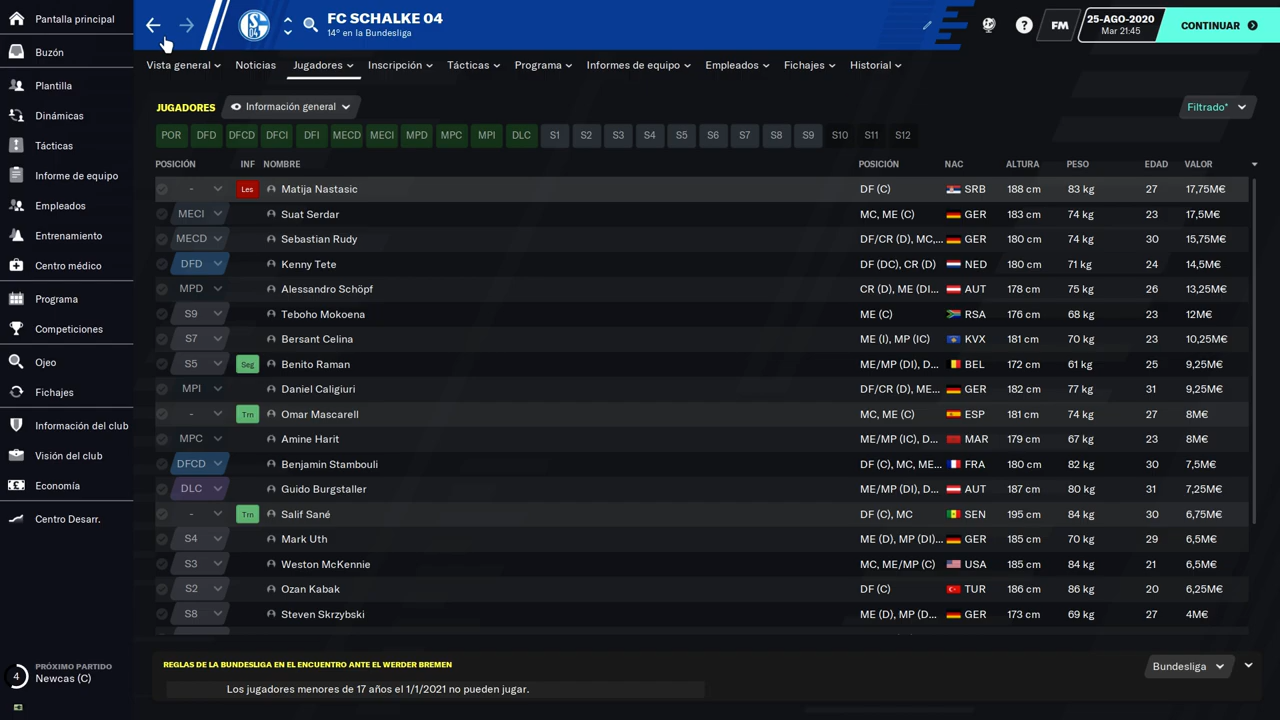 Pantalla principal
Buzón
Plantilla
Dinámicas
Tácticas
Informe de equipo
Empleados
Entrenamiento
Centro médico
Programa
Competiciones
Ojeo
Fichajes
Información del club
Visión del club
Economía
Centro Desarr.
4 PRÓXIMO PARTIDO
Newcas (C)
FC SCHALKE 04
14º en la Bundesliga
FM
25-AGO-2020
Mar 21:45
CONTINUAR
Vista general Noticias Jugadores Inscripción Tácticas Programa Informes de equipo Empleados Fichajes Historial
JUGADORES Información general Filtrado*
POR DFD DFCD DFCI DFI MECD MECI MPD MPC MPI DLC S1 S2 S3 S4 S5 S6 S7 S8 S9 S10 S11 S12
POSICIÓN INF NOMBRE POSICIÓN NAC ALTURA PESO EDAD VALOR
- Les Matija Nastasic DF (C) SRB 188 cm 83 kg 27 17,75M€
MECI Suat Serdar MC, ME (C) GER 183 cm 74 kg 23 17,5M€
MECD Sebastian Rudy DF/CR (D), MC,... GER 180 cm 74 kg 30 15,75M€
DFD Kenny Tete DF (DC), CR (D) NED 180 cm 71 kg 24 14,5M€
MPD Alessandro Schöpf CR (D), ME (DI... AUT 178 cm 75 kg 26 13,25M€
S9 Teboho Mokoena ME (C) RSA 176 cm 68 kg 23 12M€
S7 Bersant Celina ME (I), MP (IC) KVX 181 cm 70 kg 23 10,25M€
S5 Seg Benito Raman ME/MP (DI), D... BEL 172 cm 61 kg 25 9,25M€
MPI Daniel Caligiuri DF/CR (D), ME... GER 182 cm 77 kg 31 9,25M€
- Trn Omar Mascarell MC, ME (C) ESP 181 cm 74 kg 27 8M€
MPC Amine Harit ME/MP (IC), D... MAR 179 cm 67 kg 23 8M€
DFCD Benjamin Stambouli DF (C), MC, ME... FRA 180 cm 82 kg 30 7,5M€
DLC Guido Burgstaller ME/MP (DI), D... AUT 187 cm 80 kg 31 7,25M€
- Trn Salif Sané DF (C), MC SEN 195 cm 84 kg 30 6,75M€
S4 Mark Uth ME (D), MP (DI)... GER 185 cm 70 kg 29 6,5M€
S3 Weston McKennie MC, ME/MP (C) USA 185 cm 84 kg 21 6,5M€
S2 Ozan Kabak DF (C) TUR 186 cm 86 kg 20 6,25M€
S8 Steven Skrzybski ME (D), MP (D... GER 173 cm 69 kg 27 4M€
REGLAS DE LA BUNDESLIGA EN EL ENCUENTRO ANTE EL WERDER BREMEN
Bundesliga
Los jugadores menores de 17 años el 1/1/2021 no pueden jugar.